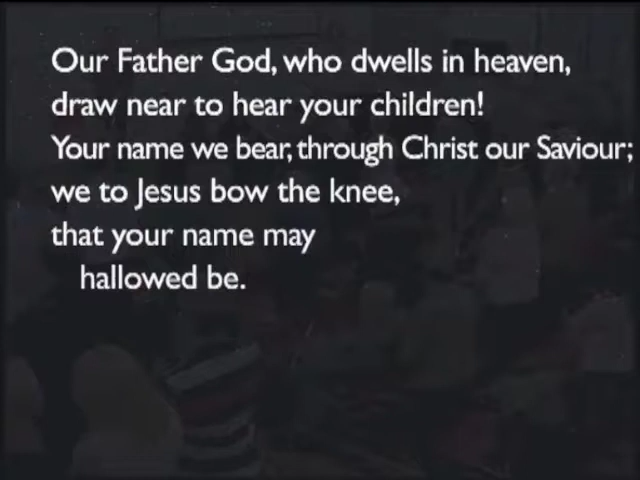 Our Father God, who dwells in heaven,
draw near to hear your children!
Your name we bear, through Christ our Saviour;
we to Jesus bow the knee,
that your name may
hallowed be.